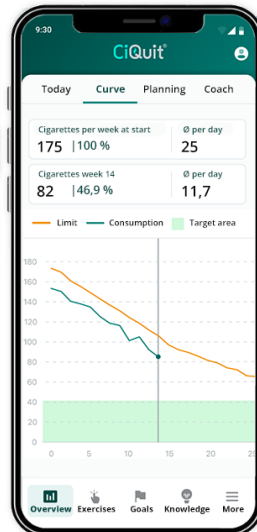 9:30
CiQuit®
Today Curve Planning Coach
Cigarettes per week at start Ø per day
175 |100 % 25
Cigarettes week 14 Ø per day
82 |46,9 % 11,7
Limit Consumption Target area
180
160
140
120
100
80
60
40
20
0
0 5 10 15 20 25
Overview Exercises Goals Knowledge More